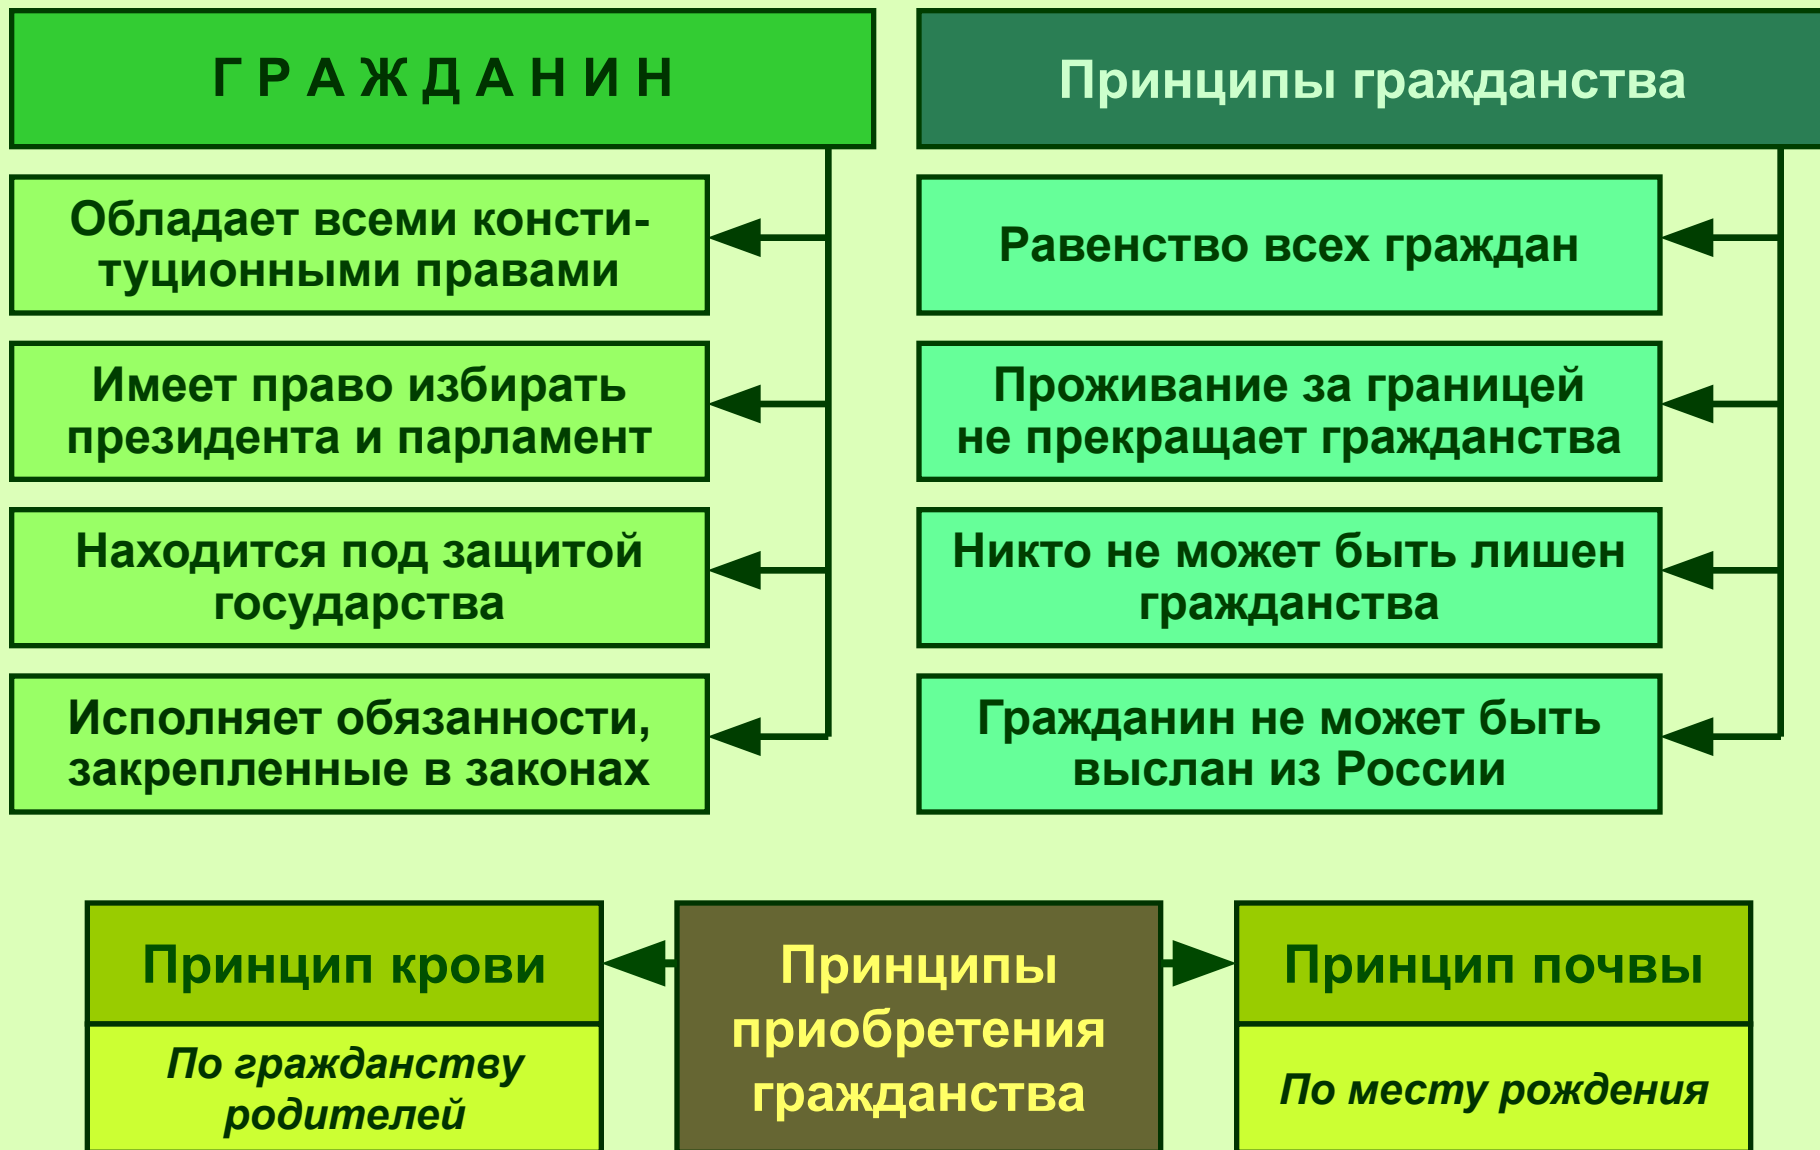 Г Р А Ж Д А Н И Н
Обладает всеми консти-
туционными правами
Имеет право избирать
президента и парламент
Находится под защитой
государства
Исполняет обязанности,
закрепленные в законах
Принципы гражданства
Равенство всех граждан
Проживание за границей
не прекращает гражданства
Никто не может быть лишен
гражданства
Гражданин не может быть
выслан из России
Принцип крови
По гражданству
родителей
Принципы
приобретения
гражданства
Принцип почвы
По месту рождения